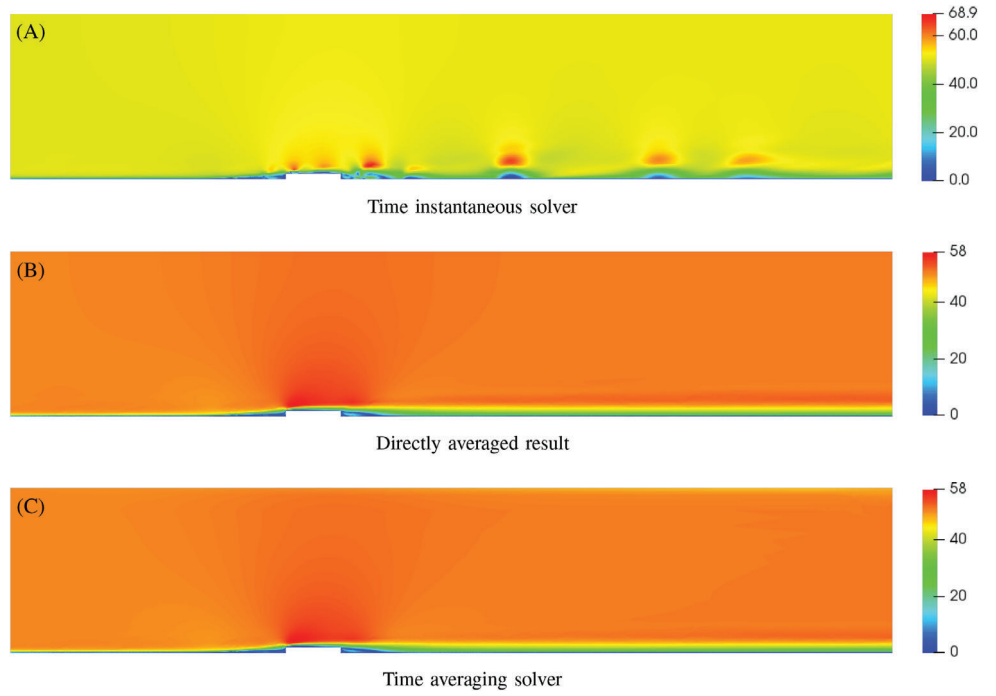 (A)
68.9
60.0
40.0
20.0
0.0
Time instantaneous solver
(B)
58
40
20
0
Directly averaged result
(C)
58
40
20
0
Time averaging solver